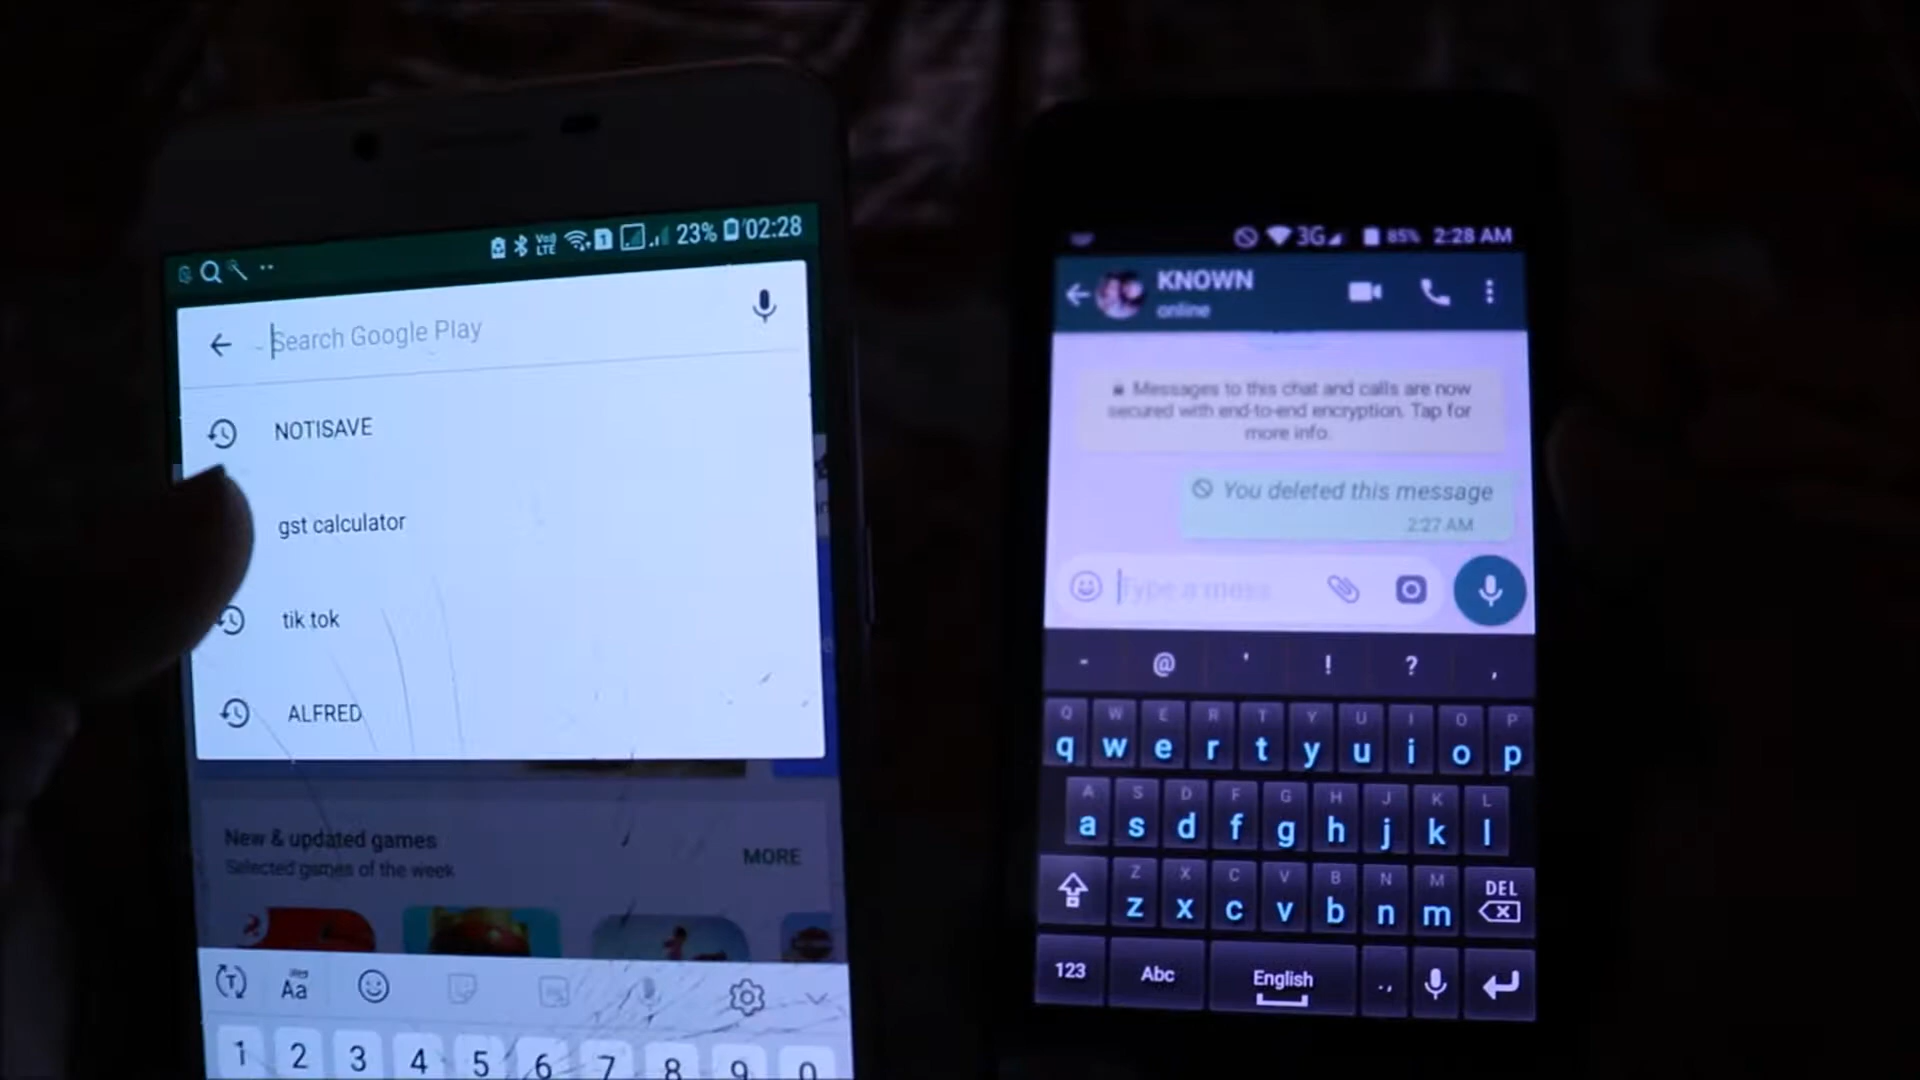 23% 02:28
Search Google Play
NOTISAVE
gst calculator
tik tok
ALFRED
New & updated games
Selected games of the week
MORE
Aa
1 2 3 4 5 6 7 8 9 0
3G 85% 2:28 AM
KNOWN
online
Messages to this chat and calls are now
secured with end-to-end encryption. Tap for
more info.
You deleted this message
2:27 AM
Type a mess
- @ ' ! ? ,
Q W E R T Y U I O P
q w e r t y u i o p
A S D F G H J K L
a s d f g h j k l
Z X C V B N M DEL
z x c v b n m
123 Abc English .,